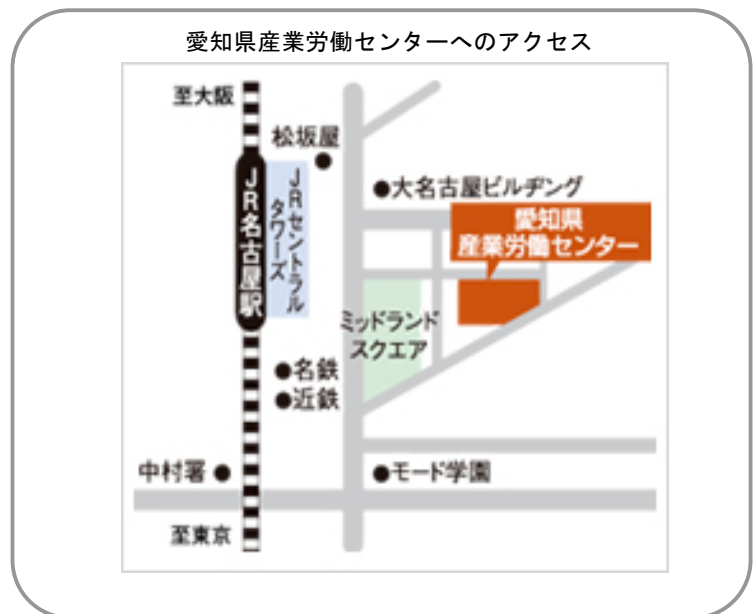 愛知県産業労働センターへのアクセス
至大阪
松坂屋
JR名古屋駅
JRセントラル
タワーズ
●大名古屋ビルヂング
愛知県
産業労働センター
ミッドランド
スクエア
●名鉄
●近鉄
中村署●
●モード学園
至東京